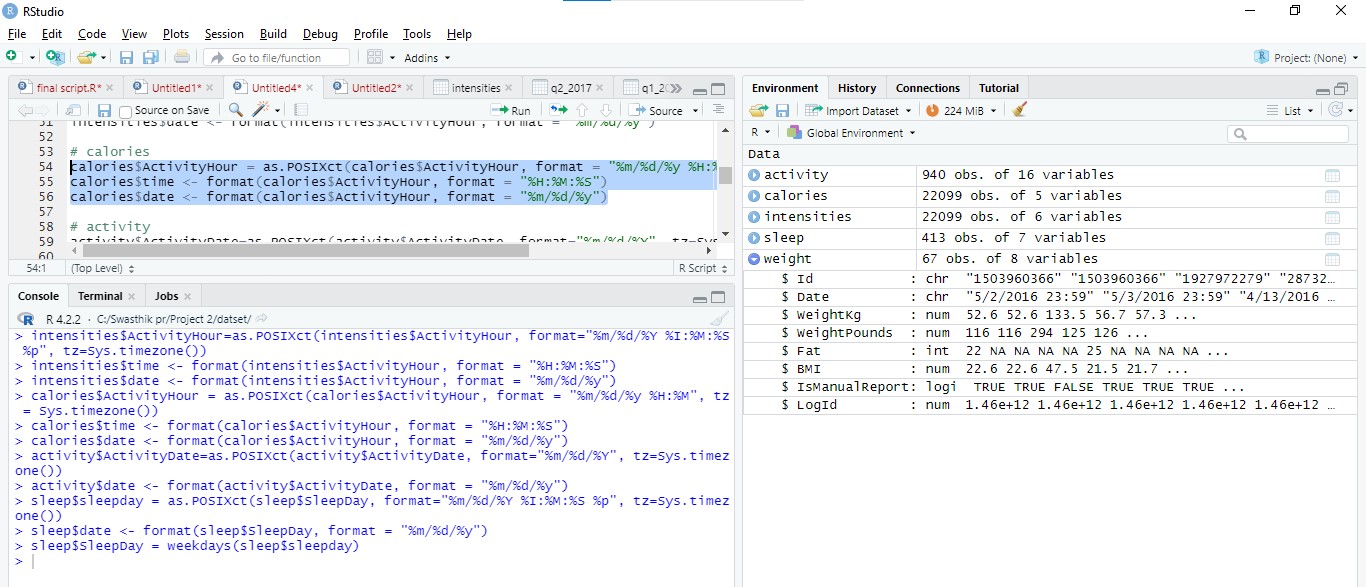 RStudio
File Edit Code View Plots Session Build Debug Profile Tools Help
Go to file/function Addins Project: (None)
final script.R* Untitled1* Untitled4* Untitled2* intensities q2_2017 q1_2
Source on Save Run Source
51 intensities$date <- format(intensities$ActivityHour, format = "%m/%d/%y")
52
53 # calories
54 calories$ActivityHour = as.POSIXct(calories$ActivityHour, format = "%m/%d/%y %H:%
55 calories$time <- format(calories$ActivityHour, format = "%H:%M:%S")
56 calories$date <- format(calories$ActivityHour, format = "%m/%d/%y")
57
58 # activity
59 activity$ActivityDate=as.POSIXct(activity$ActivityDate, format="%m/%d/%Y", tz=Sys
60
54:1 (Top Level) R Script
Console Terminal Jobs
R 4.2.2 · C:/Swasthik pr/Project 2/datset/
> intensities$ActivityHour=as.POSIXct(intensities$ActivityHour, format="%m/%d/%Y %I:%M:%S
%p", tz=Sys.timezone())
> intensities$time <- format(intensities$ActivityHour, format = "%H:%M:%S")
> intensities$date <- format(intensities$ActivityHour, format = "%m/%d/%y")
> calories$ActivityHour = as.POSIXct(calories$ActivityHour, format = "%m/%d/%y %H:%M", tz
= Sys.timezone())
> calories$time <- format(calories$ActivityHour, format = "%H:%M:%S")
> calories$date <- format(calories$ActivityHour, format = "%m/%d/%y")
> activity$ActivityDate=as.POSIXct(activity$ActivityDate, format="%m/%d/%Y", tz=Sys.timez
one())
> activity$date <- format(activity$ActivityDate, format = "%m/%d/%y")
> sleep$sleepday = as.POSIXct(sleep$SleepDay, format="%m/%d/%Y %I:%M:%S %p", tz=Sys.timez
one())
> sleep$date <- format(sleep$SleepDay, format = "%m/%d/%y")
> sleep$SleepDay = weekdays(sleep$sleepday)
>
Environment History Connections Tutorial
Import Dataset 224 MiB List
R Global Environment
Data
activity 940 obs. of 16 variables
calories 22099 obs. of 5 variables
intensities 22099 obs. of 6 variables
sleep 413 obs. of 7 variables
weight 67 obs. of 8 variables
$ Id : chr "1503960366" "1503960366" "1927972279" "28732…
$ Date : chr "5/2/2016 23:59" "5/3/2016 23:59" "4/13/2016 …
$ WeightKg : num 52.6 52.6 133.5 56.7 57.3 ...
$ WeightPounds : num 116 116 294 125 126 ...
$ Fat : int 22 NA NA NA NA 25 NA NA NA NA ...
$ BMI : num 22.6 22.6 47.5 21.5 21.7 ...
$ IsManualReport: logi TRUE TRUE FALSE TRUE TRUE TRUE ...
$ LogId : num 1.46e+12 1.46e+12 1.46e+12 1.46e+12 1.46e+12 …